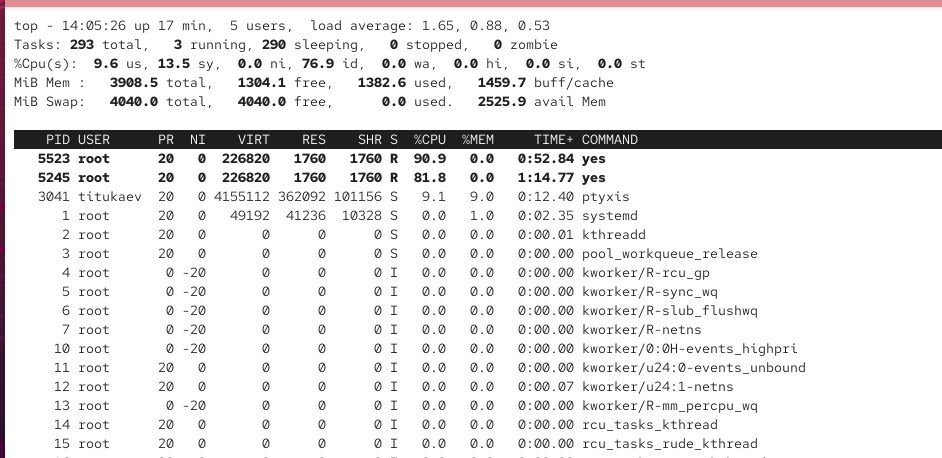 top - 14:05:26 up 17 min,  5 users,  load average: 1.65, 0.88, 0.53
Tasks: 293 total,   3 running, 290 sleeping,   0 stopped,   0 zombie
%Cpu(s):  9.6 us, 13.5 sy,  0.0 ni, 76.9 id,  0.0 wa,  0.0 hi,  0.0 si,  0.0 st
MiB Mem :   3908.5 total,   1304.1 free,   1382.6 used,   1459.7 buff/cache
MiB Swap:   4040.0 total,   4040.0 free,      0.0 used.   2525.9 avail Mem
PID USER      PR  NI    VIRT    RES    SHR S  %CPU  %MEM     TIME+ COMMAND
5523 root      20   0  226820   1760   1760 R  90.9   0.0   0:52.84 yes
5245 root      20   0  226820   1760   1760 R  81.8   0.0   1:14.77 yes
3041 titukaev  20   0 4155112 362092 101156 S   9.1   9.0   0:12.40 ptyxis
1 root      20   0   49192  41236  10328 S   0.0   1.0   0:02.35 systemd
2 root      20   0       0      0      0 S   0.0   0.0   0:00.01 kthreadd
3 root      20   0       0      0      0 S   0.0   0.0   0:00.00 pool_workqueue_release
4 root       0 -20       0      0      0 I   0.0   0.0   0:00.00 kworker/R-rcu_gp
5 root       0 -20       0      0      0 I   0.0   0.0   0:00.00 kworker/R-sync_wq
6 root       0 -20       0      0      0 I   0.0   0.0   0:00.00 kworker/R-slub_flushwq
7 root       0 -20       0      0      0 I   0.0   0.0   0:00.00 kworker/R-netns
10 root       0 -20       0      0      0 I   0.0   0.0   0:00.00 kworker/0:0H-events_highpri
11 root      20   0       0      0      0 I   0.0   0.0   0:00.00 kworker/u24:0-events_unbound
12 root      20   0       0      0      0 I   0.0   0.0   0:00.07 kworker/u24:1-netns
13 root       0 -20       0      0      0 I   0.0   0.0   0:00.00 kworker/R-mm_percpu_wq
14 root      20   0       0      0      0 I   0.0   0.0   0:00.00 rcu_tasks_kthread
15 root      20   0       0      0      0 I   0.0   0.0   0:00.00 rcu_tasks_rude_kthread